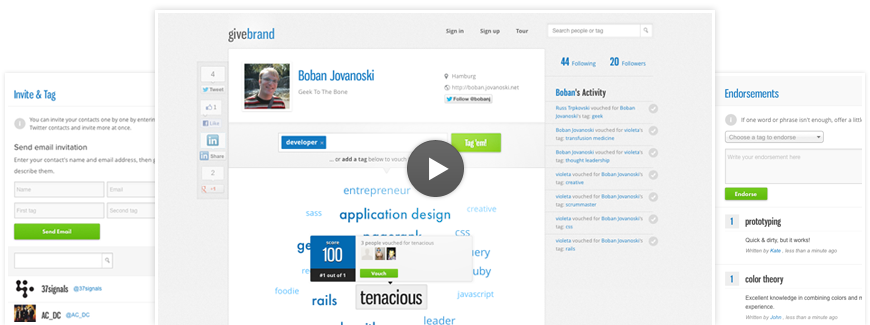 givebrand
Sign in
Sign up
Tour
Search people or tag
Invite & Tag
You can invite your contacts one by one by entering
Twitter contacts and invite more at once.
Send email invitation
Enter your contact's name and email address, then
describe them.
Name
Email
First tag
Second tag
Send Email
37signals
@37signals
AC_DC
@AC_DC
4
Tweet
1
Like
Share
2
+1
Boban Jovanoski
Geek To The Bone
Hamburg
http://boban.jovanoski.net
Follow @bobanj
developer x
Tag 'em!
... or add a tag below to vouch
entrepreneur
sass
application design
creative
css
score
100
#1 out of 1
3 people vouched for tenacious
Vouch
foodie
rails
tenacious
javascript
leader
44 Following
20 Followers
Boban's Activity
Russ Tripkovski vouched for Boban
Jovanoski's tag: geek
Boban Jovanoski vouched for violeta's
tag: transfusion medicine
Boban Jovanoski vouched for violeta's
tag: thought leadership
violeta vouched for Boban Jovanoski's
tag: creative
violeta vouched for Boban Jovanoski's
tag: scrummaster
violeta vouched for Boban Jovanoski's
tag: css
violeta vouched for Boban Jovanoski's
tag: rails
Endorsements
If one word or phrase isn't enough, offer a
Choose a tag to endorse
Write your endorsement here
Endorse
1 prototyping
Quick & dirty, but it works!
Written by Kate, less than a minute ago
1 color theory
Excellent knowledge in combining colors and
experience.
Written by John, less than a minute ago